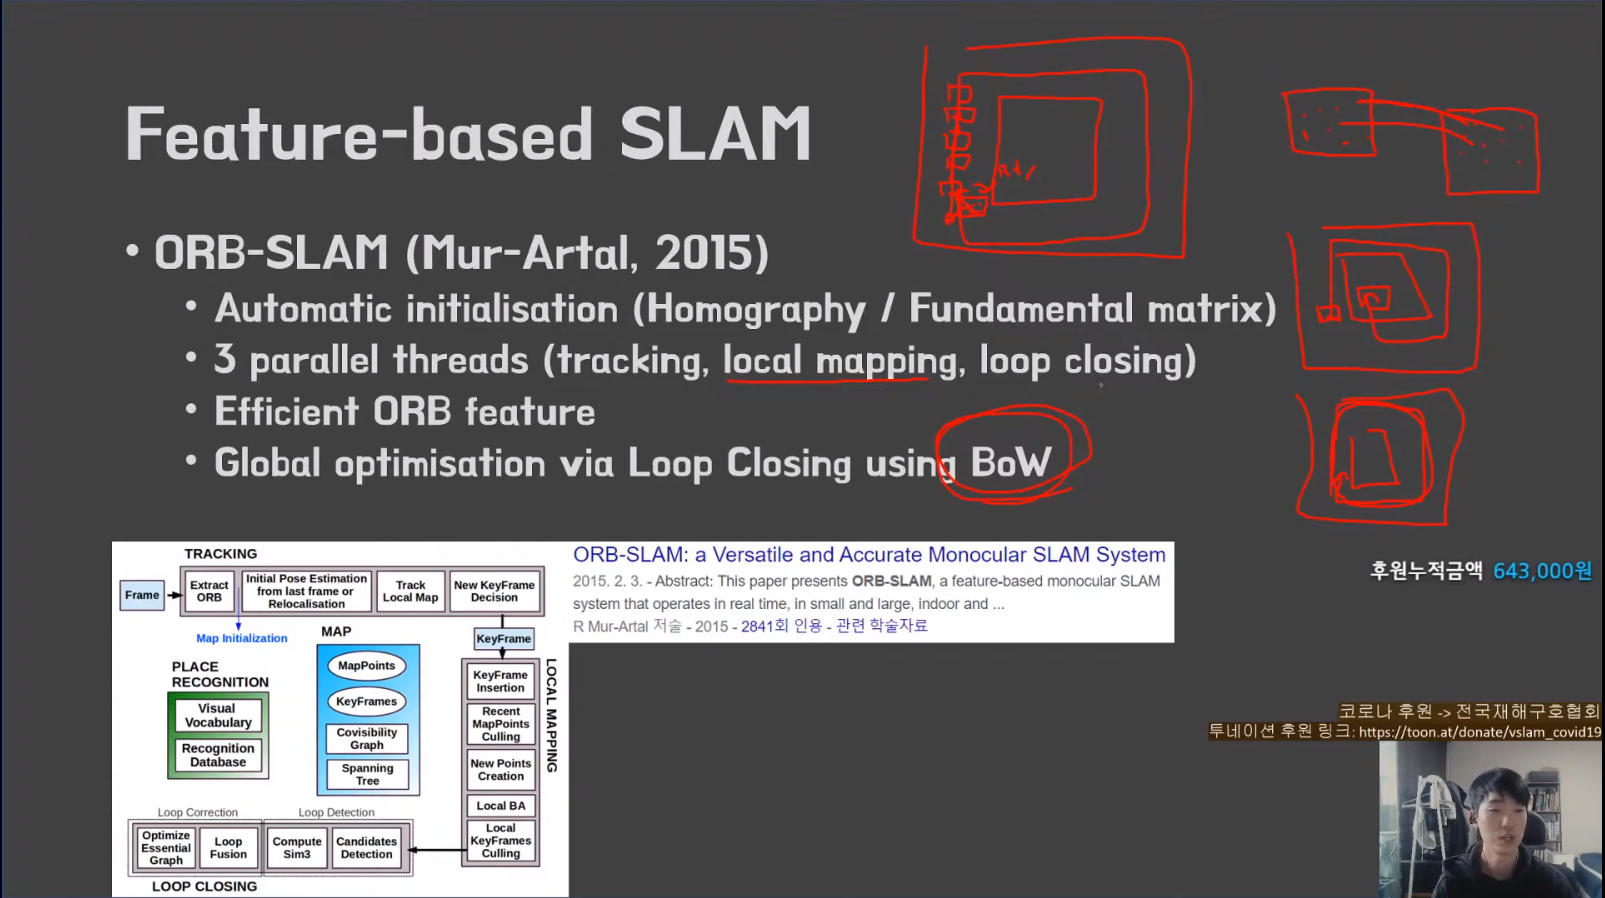 Feature-based SLAM
• ORB-SLAM (Mur-Artal, 2015)
• Automatic initialisation (Homography / Fundamental matrix)
• 3 parallel threads (tracking, local mapping, loop closing)
• Efficient ORB feature
• Global optimisation via Loop Closing using BoW
TRACKING
Frame
Extract
ORB
Initial Pose Estimation
from last frame or
Relocalisation
Track
Local Map
New KeyFrame
Decision
Map Initialization
KeyFrame
MAP
MapPoints
KeyFrames
Covisibility
Graph
Spanning
Tree
PLACE
RECOGNITION
Visual
Vocabulary
Recognition
Database
LOCAL MAPPING
KeyFrame
Insertion
Recent
MapPoints
Culling
New Points
Creation
Local BA
Local
KeyFrames
Culling
Loop Correction
Loop Detection
Optimize
Essential
Graph
Loop
Fusion
Compute
Sim3
Candidates
Detection
LOOP CLOSING
ORB-SLAM: a Versatile and Accurate Monocular SLAM System
2015. 2. 3. - Abstract: This paper presents ORB-SLAM, a feature-based monocular SLAM
system that operates in real time, in small and large, indoor and ...
R Mur-Artal 저술 - 2015 - 2841회 인용 - 관련 학술자료
후원누적금액 643,000원
코로나 후원 -> 전국재해구호협회
투네이션 후원 링크: https://toon.at/donate/vslam_covid19